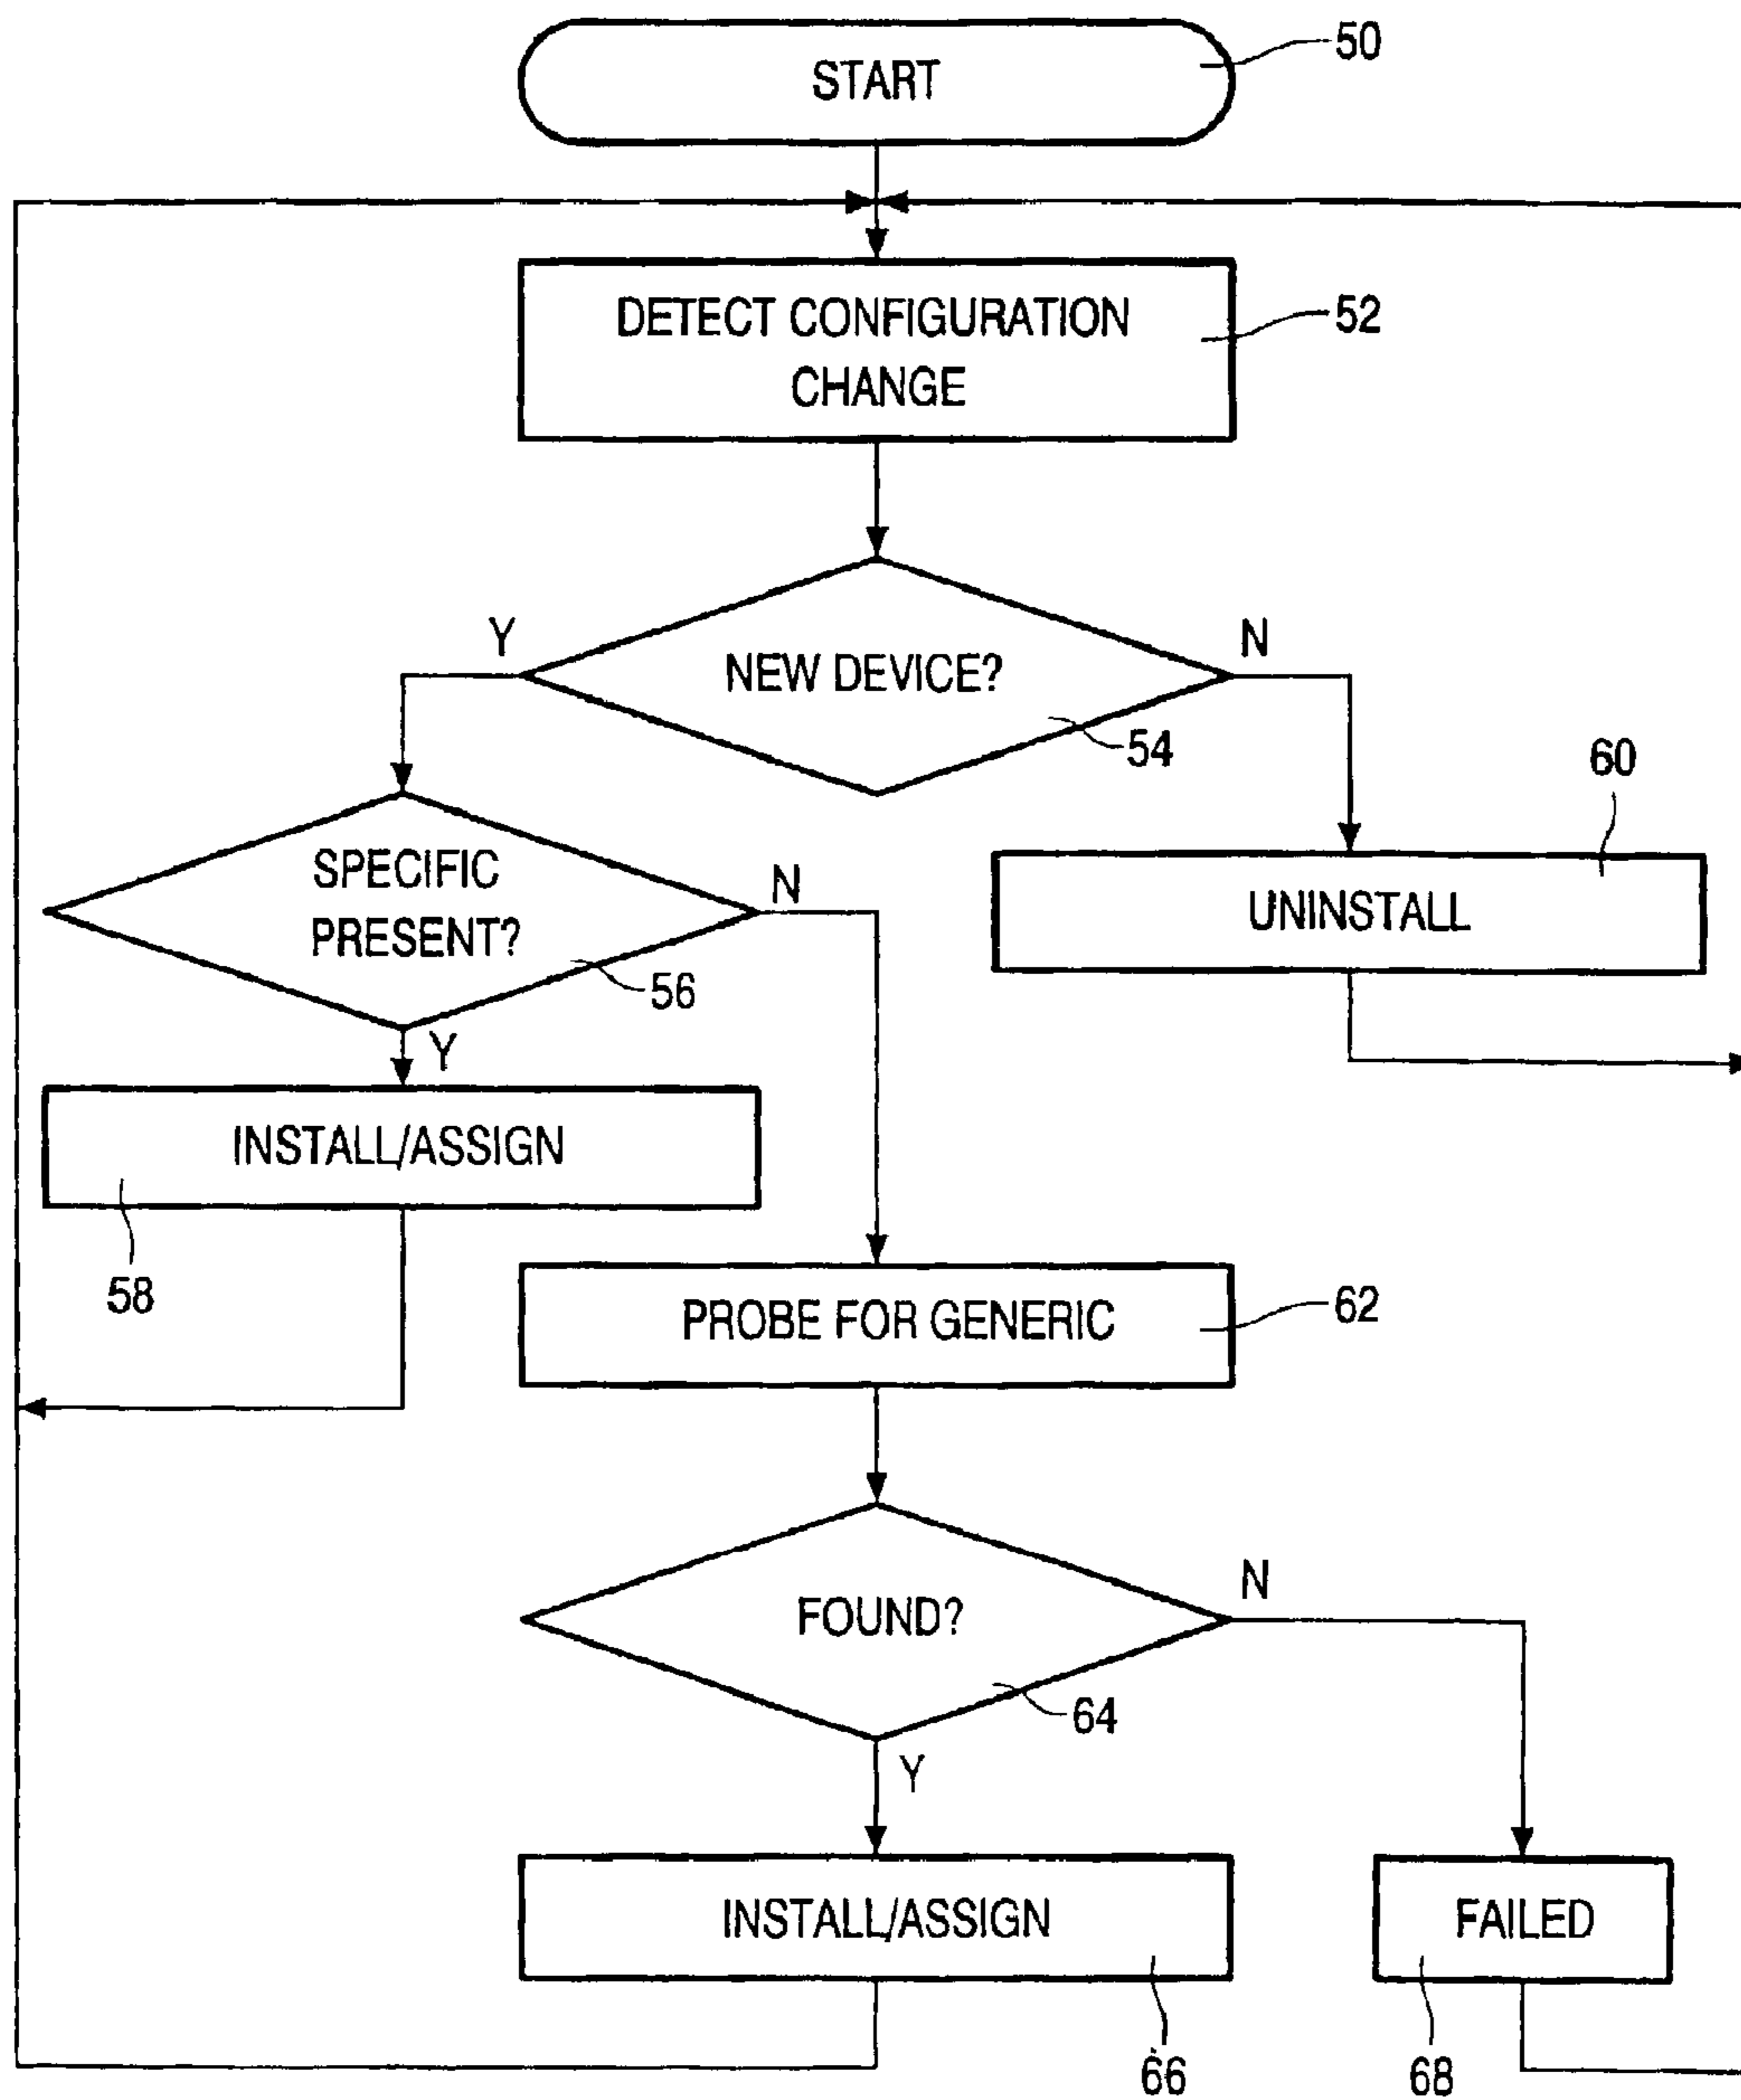 START
50
DETECT CONFIGURATION
CHANGE
52
Y
NEW DEVICE?
N
54
60
SPECIFIC
PRESENT?
N
56
UNINSTALL
Y
INSTALL/ASSIGN
58
PROBE FOR GENERIC
62
FOUND?
N
64
Y
INSTALL/ASSIGN
FAILED
66
68